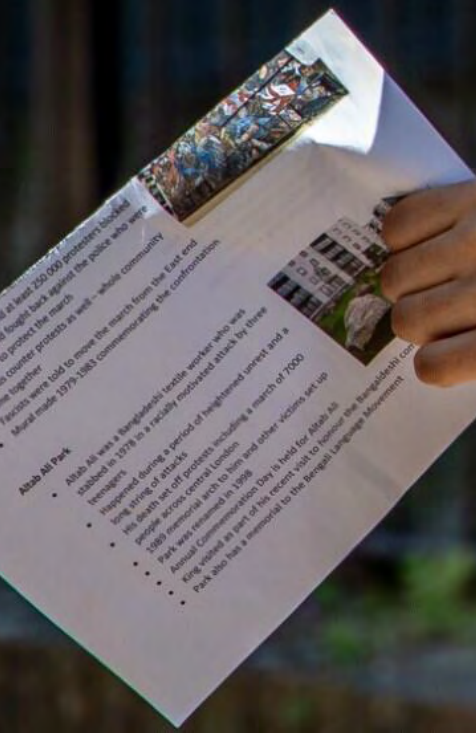 at least 250,000 protesters blocked
fought back against the police who were
to protect the march
counter protests as well – whole community
together
Fascists were told to move the march from the East end
Mural made 1979-1983 commemorating the confrontation
Altab Ali Park
• Altab Ali was a Bangladeshi textile worker who was
stabbed in 1978 in a racially motivated attack by three
teenagers
• Happened during a period of heightened unrest and a
long string of attacks
• His death set off protests including a march of 7000
people across central London
• 1989 memorial arch to him and other victims set up
• Park was renamed in 1998
• Annual Commemoration Day is held for Altab Ali
• King visited as part of his recent visit to honour the Bangladeshi
• Park also has a memorial to the Bengali Language Movement